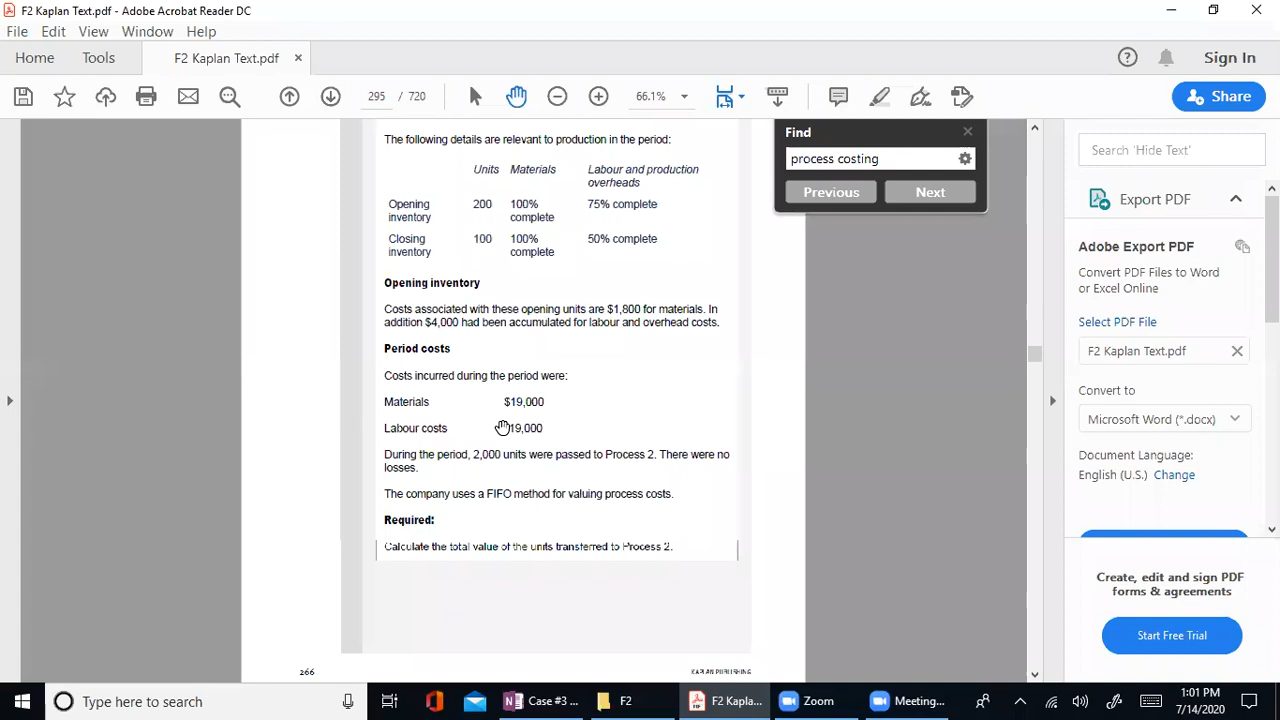 F2 Kaplan Text.pdf - Adobe Acrobat Reader DC
File Edit View Window Help
Home Tools F2 Kaplan Text.pdf ×
Sign In
295 / 720
66.1%
Share
The following details are relevant to production in the period:
Units Materials Labour and production
overheads
Opening 200 100% 75% complete
inventory complete
Closing 100 100% 50% complete
inventory complete
Opening inventory
Costs associated with these opening units are $1,800 for materials. In
addition $4,000 had been accumulated for labour and overhead costs.
Period costs
Costs incurred during the period were:
Materials $19,000
Labour costs 19,000
During the period, 2,000 units were passed to Process 2. There were no
losses.
The company uses a FIFO method for valuing process costs.
Required:
Calculate the total value of the units transferred to Process 2.
266 KAPLAN PUBLISHING
Find
process costing
Previous Next
Search 'Hide Text'
Export PDF
Adobe Export PDF
Convert PDF Files to Word
or Excel Online
Select PDF File
F2 Kaplan Text.pdf
Convert to
Microsoft Word (*.docx)
Document Language:
English (U.S.) Change
Create, edit and sign PDF
forms & agreements
Start Free Trial
Type here to search
Case #3 ...
F2
F2 Kapla...
Zoom
Meeting...
1:01 PM
7/14/2020